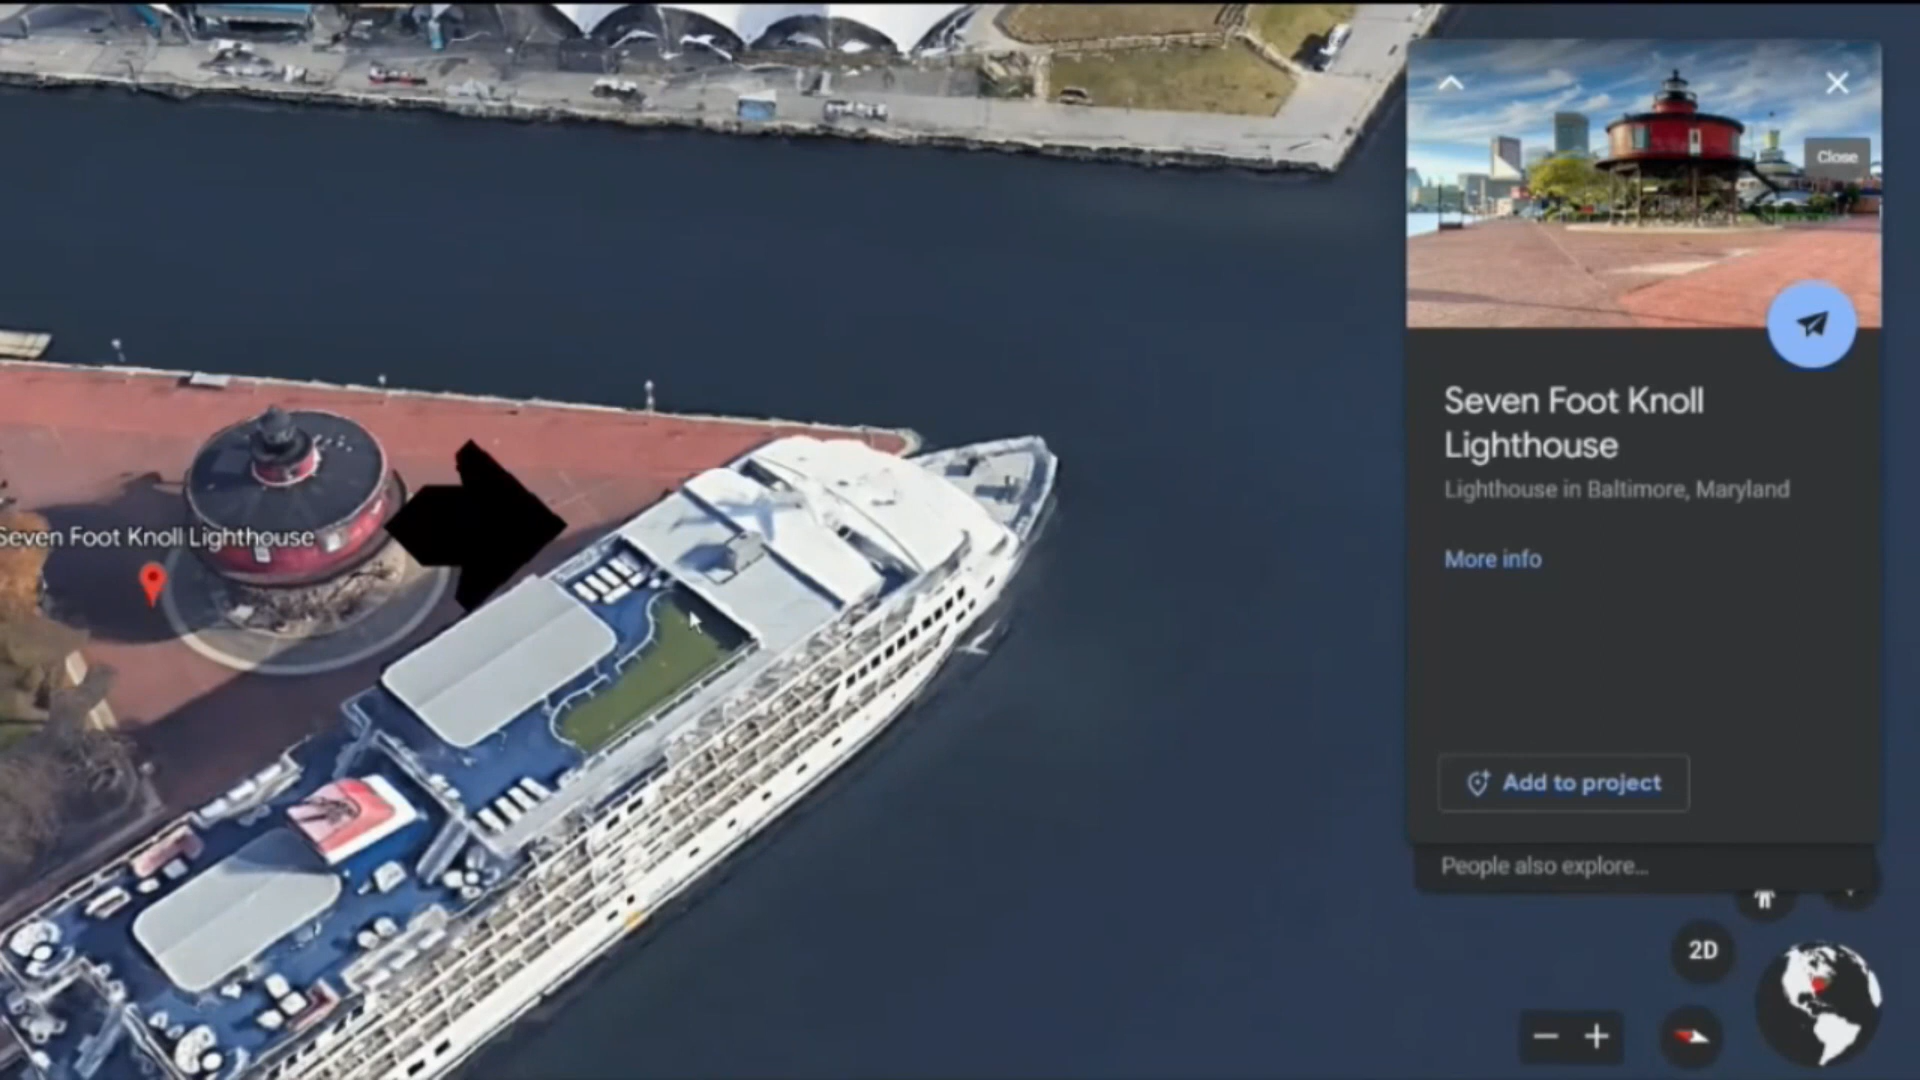 Close
Seven Foot Knoll
Lighthouse
Lighthouse in Baltimore, Maryland
More info
Seven Foot Knoll Lighthouse
Add to project
People also explore...
2D